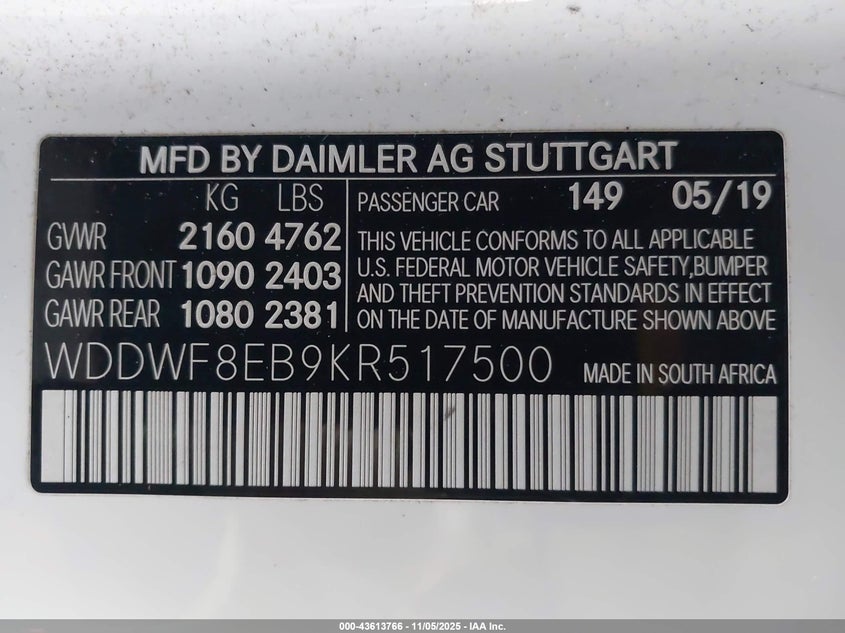 MFD BY DAIMLER AG STUTTGART
KG LBS PASSENGER CAR 149 05/19
GVWR 2160 4762 THIS VEHICLE CONFORMS TO ALL APPLICABLE
GAWR FRONT 1090 2403 U.S. FEDERAL MOTOR VEHICLE SAFETY,BUMPER
AND THEFT PREVENTION STANDARDS IN EFFECT
GAWR REAR 1080 2381 ON THE DATE OF MANUFACTURE SHOWN ABOVE
WDDWF8EB9KR517500 MADE IN SOUTH AFRICA
000-43613766 - 11/05/2025 - IAA Inc.